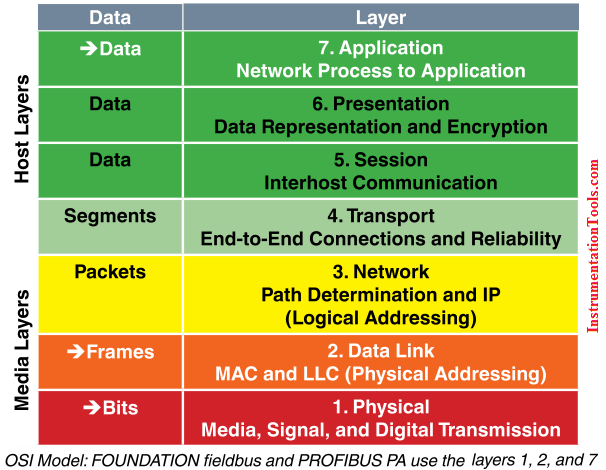 Data Layer
➔Data 7. Application
Network Process to Application
Data 6. Presentation
Data Representation and Encryption
Data 5. Session
Interhost Communication
Segments 4. Transport
End-to-End Connections and Reliability
Packets 3. Network
Path Determination and IP
(Logical Addressing)
➔Frames 2. Data Link
MAC and LLC (Physical Addressing)
➔Bits 1. Physical
Media, Signal, and Digital Transmission
Host Layers
Media Layers
InstrumentationTools.com
OSI Model: FOUNDATION fieldbus and PROFIBUS PA use the layers 1, 2, and 7